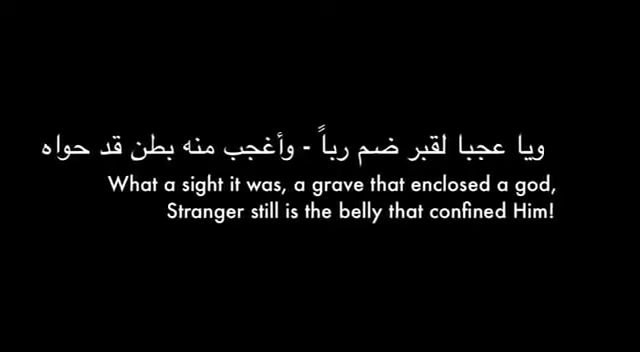 ويا عجبا لقبر ضم رباً - وأغجب منه بطن قد حواه
What a sight it was, a grave that enclosed a god,
Stranger still is the belly that confined Him!